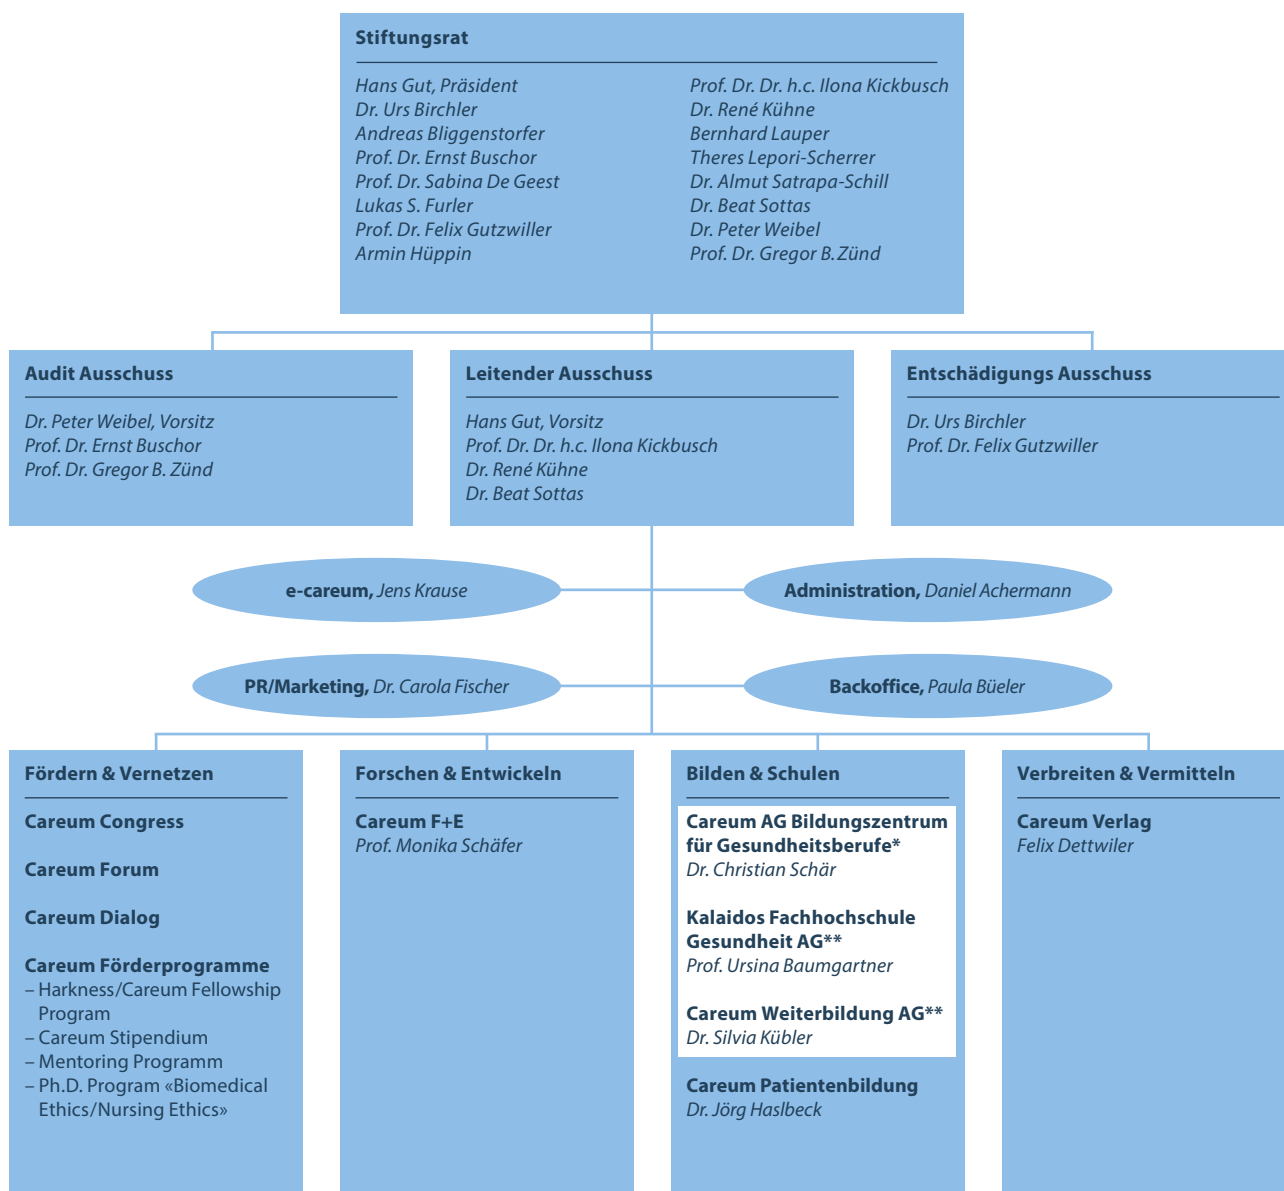 Stiftungsrat
Hans Gut, Präsident
Dr. Urs Birchler
Andreas Bliggenstorfer
Prof. Dr. Ernst Buschor
Prof. Dr. Sabina De Geest
Lukas S. Furler
Prof. Dr. Felix Gutzwiller
Armin Hüppin
Prof. Dr. Dr. h.c. Ilona Kickbusch
Dr. René Kühne
Bernhard Lauper
Theres Lepori-Scherrer
Dr. Almut Satrapa-Schill
Dr. Beat Sottas
Dr. Peter Weibel
Prof. Dr. Gregor B. Zünd
Audit Ausschuss
Dr. Peter Weibel, Vorsitz
Prof. Dr. Ernst Buschor
Prof. Dr. Gregor B. Zünd
Leitender Ausschuss
Hans Gut, Vorsitz
Prof. Dr. Dr. h.c. Ilona Kickbusch
Dr. René Kühne
Dr. Beat Sottas
Entschädigungs Ausschuss
Dr. Urs Birchler
Prof. Dr. Felix Gutzwiller
e-careum, Jens Krause
Administration, Daniel Achermann
PR/Marketing, Dr. Carola Fischer
Backoffice, Paula Büeler
Fördern & Vernetzen
Careum Congress
Careum Forum
Careum Dialog
Careum Förderprogramme
– Harkness/Careum Fellowship
Program
– Careum Stipendium
– Mentoring Programm
– Ph.D. Program «Biomedical
Ethics/Nursing Ethics»
Forschen & Entwickeln
Careum F+E
Prof. Monika Schäfer
Bilden & Schulen
Careum AG Bildungszentrum
für Gesundheitsberufe*
Dr. Christian Schär
Kalaidos Fachhochschule
Gesundheit AG**
Prof. Ursina Baumgartner
Careum Weiterbildung AG**
Dr. Silvia Kübler
Careum Patientenbildung
Dr. Jörg Haslbeck
Verbreiten & Vermitteln
Careum Verlag
Felix Dettwiler